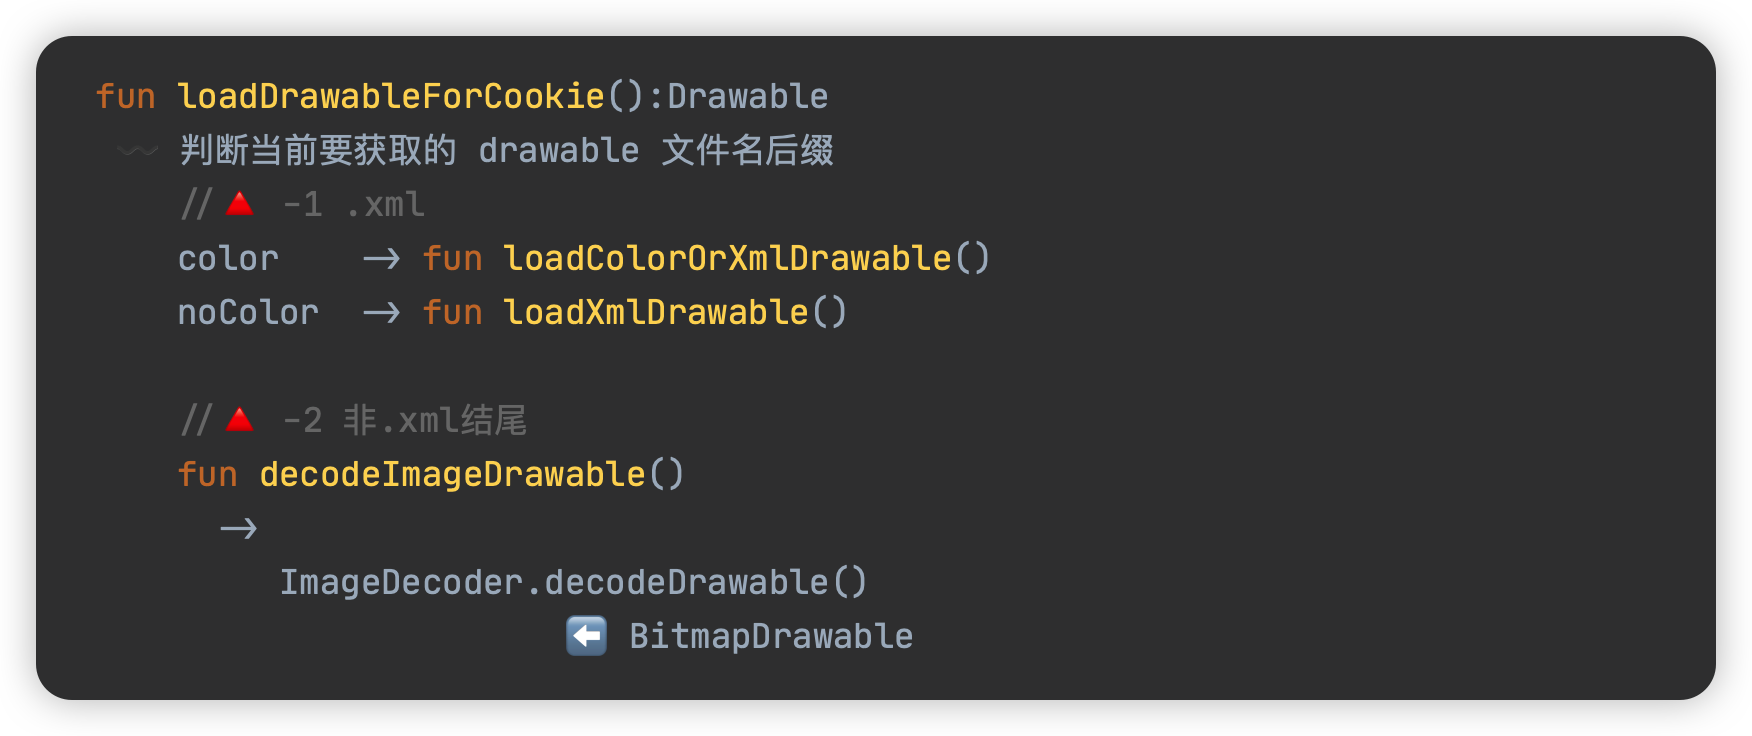 fun loadDrawableForCookie():Drawable
〰️ 判断当前要获取的 drawable 文件名后缀
//🔺 -1 .xml
color -> fun loadColorOrXmlDrawable()
noColor -> fun loadXmlDrawable()
//🔺 -2 非.xml结尾
fun decodeImageDrawable()
->
ImageDecoder.decodeDrawable()
⬅️ BitmapDrawable